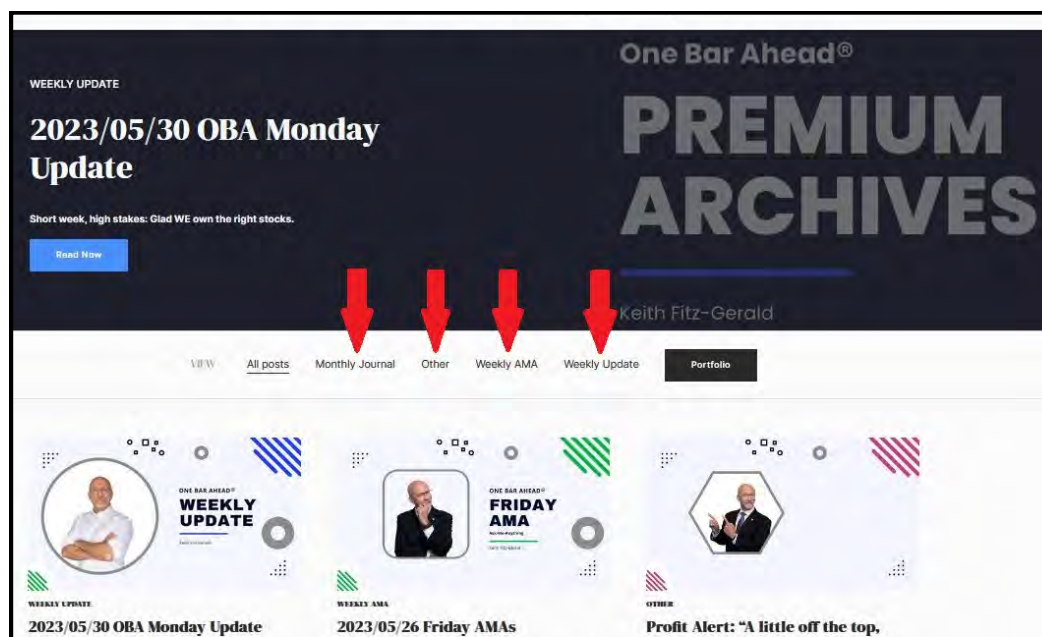 WEEKLY UPDATE
2023/05/30 OBA Monday
Update
Short week, high stakes: Glad WE own the right stocks.
Read Now
One Bar Ahead®
PREMIUM
ARCHIVES
Keith Fitz-Gerald
VIEW All posts Monthly Journal Other Weekly AMA Weekly Update Portfolio
ONE BAR AHEAD®
WEEKLY
UPDATE
ONE BAR AHEAD®
FRIDAY
AMA
WEEKLY UPDATE
2023/05/30 OBA Monday Update
WEEKLY AMA
2023/05/26 Friday AMAs
OTHER
Profit Alert: “A little off the top,